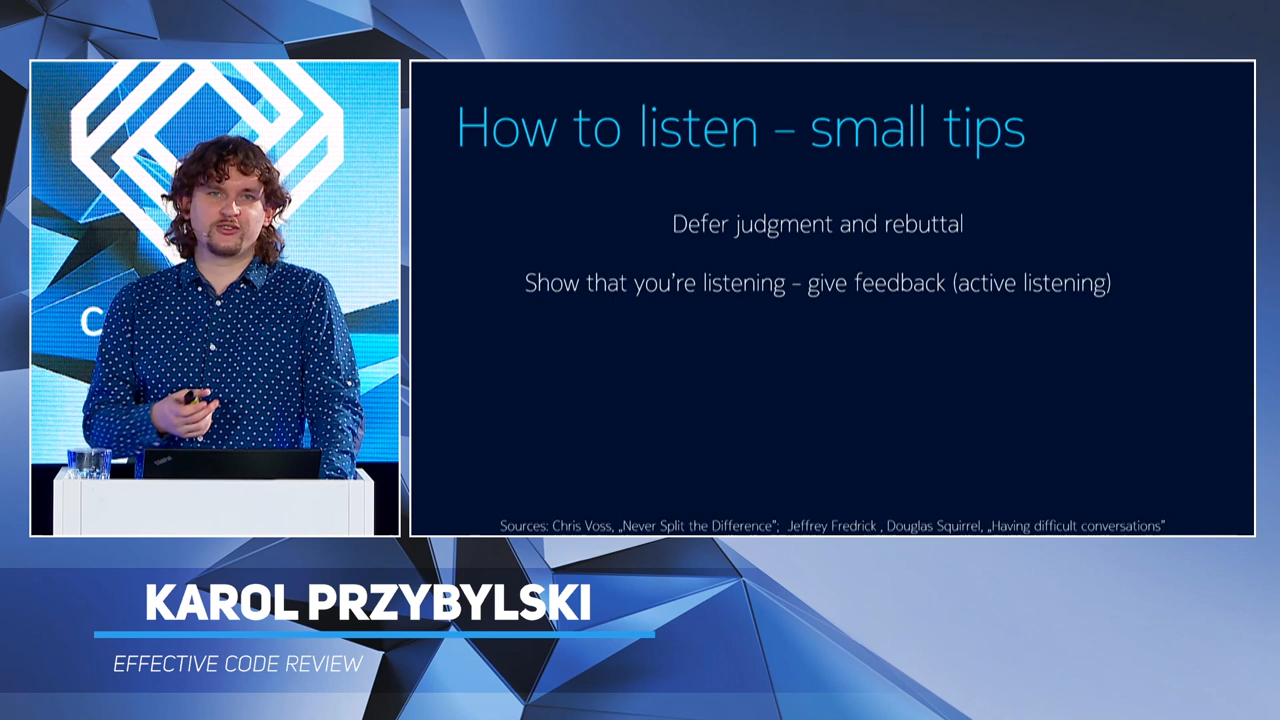 How to listen – small tips
Defer judgment and rebuttal
Show that you're listening – give feedback (active listening)
Sources: Chris Voss, „Never Split the Difference"; Jeffrey Fredrick , Douglas Squirrel, „Having difficult conversations"
C
KAROL PRZYBYLSKI
EFFECTIVE CODE REVIEW